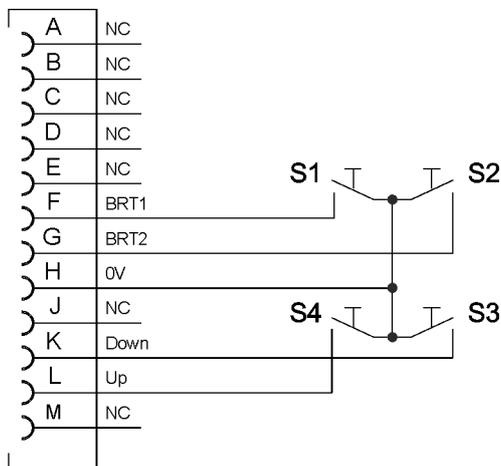 A NC
B NC
C NC
D NC
E NC
S1 S2
F BRT1
G BRT2
H 0V
J NC
S4 S3
K Down
L Up
M NC